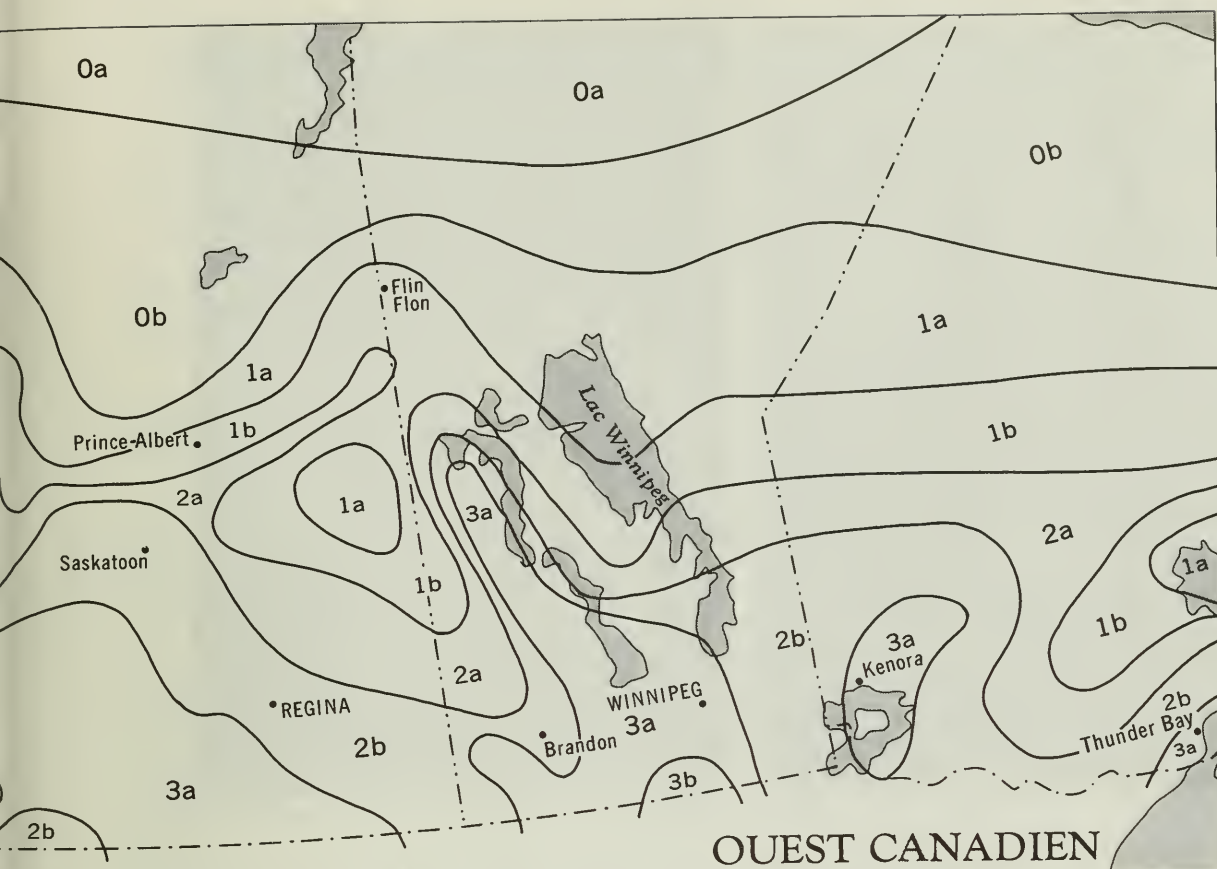 0a
0a
0b
Flin
Flon
0b
1a
1a
Lac Winnipeg
Prince-Albert
1b
1b
2a
1a
3a
2a
Saskatoon
1a
1b
1b
2b
3a
Kenora
2a
REGINA
WINNIPEG
2b
3a
Brandon
2b
Thunder Bay
3a
3a
3b
2b
OUEST CANADIEN